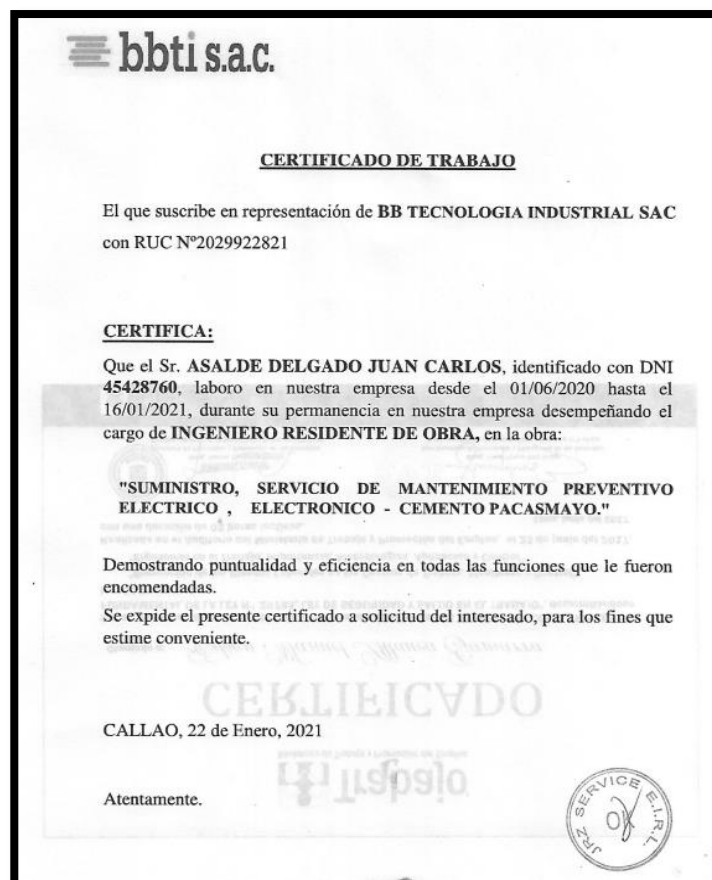 bbti s.a.c.
CERTIFICADO DE TRABAJO
El que suscribe en representación de BB TECNOLOGIA INDUSTRIAL SAC
con RUC Nº2029922821
CERTIFICA:
Que el Sr. ASALDE DELGADO JUAN CARLOS, identificado con DNI
45428760, laboro en nuestra empresa desde el 01/06/2020 hasta el
16/01/2021, durante su permanencia en nuestra empresa desempeñando el
cargo de INGENIERO RESIDENTE DE OBRA, en la obra:
"SUMINISTRO, SERVICIO DE MANTENIMIENTO PREVENTIVO
ELECTRICO , ELECTRONICO - CEMENTO PACASMAYO."
Demostrando puntualidad y eficiencia en todas las funciones que le fueron
encomendadas.
Se expide el presente certificado a solicitud del interesado, para los fines que
estime conveniente.
CERTIFICADO
CALLAO, 22 de Enero, 2021
Trabajo
Atentamente.
JRZ SERVICE E.I.R.L.
OK